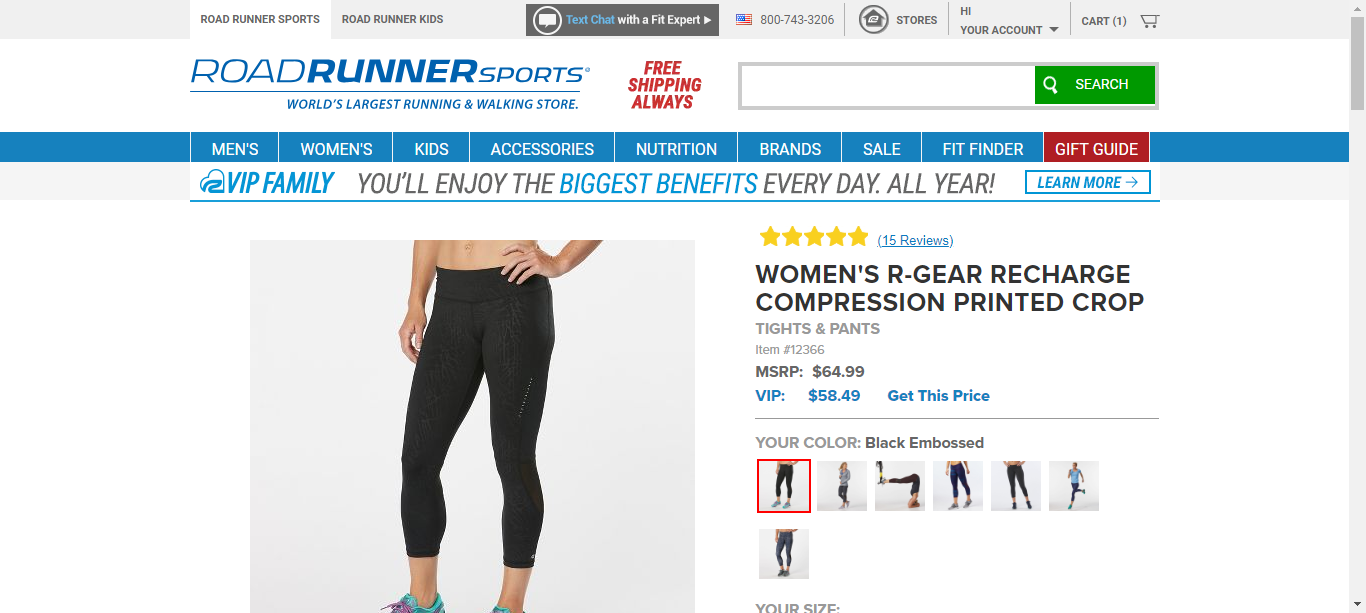 ROAD RUNNER SPORTS
ROAD RUNNER KIDS
Text Chat with a Fit Expert
800-743-3206
STORES
HI
YOUR ACCOUNT
CART (1)
ROADRUNNERSPORTS
WORLD'S LARGEST RUNNING & WALKING STORE.
FREE
SHIPPING
ALWAYS
SEARCH
MEN'S
WOMEN'S
KIDS
ACCESSORIES
NUTRITION
BRANDS
SALE
FIT FINDER
GIFT GUIDE
VIP FAMILY
YOU'LL ENJOY THE BIGGEST BENEFITS EVERY DAY. ALL YEAR!
LEARN MORE →
(15 Reviews)
WOMEN'S R-GEAR RECHARGE
COMPRESSION PRINTED CROP
TIGHTS & PANTS
Item #12366
MSRP: $64.99
VIP: $58.49 Get This Price
YOUR COLOR: Black Embossed
YOUR SIZE: